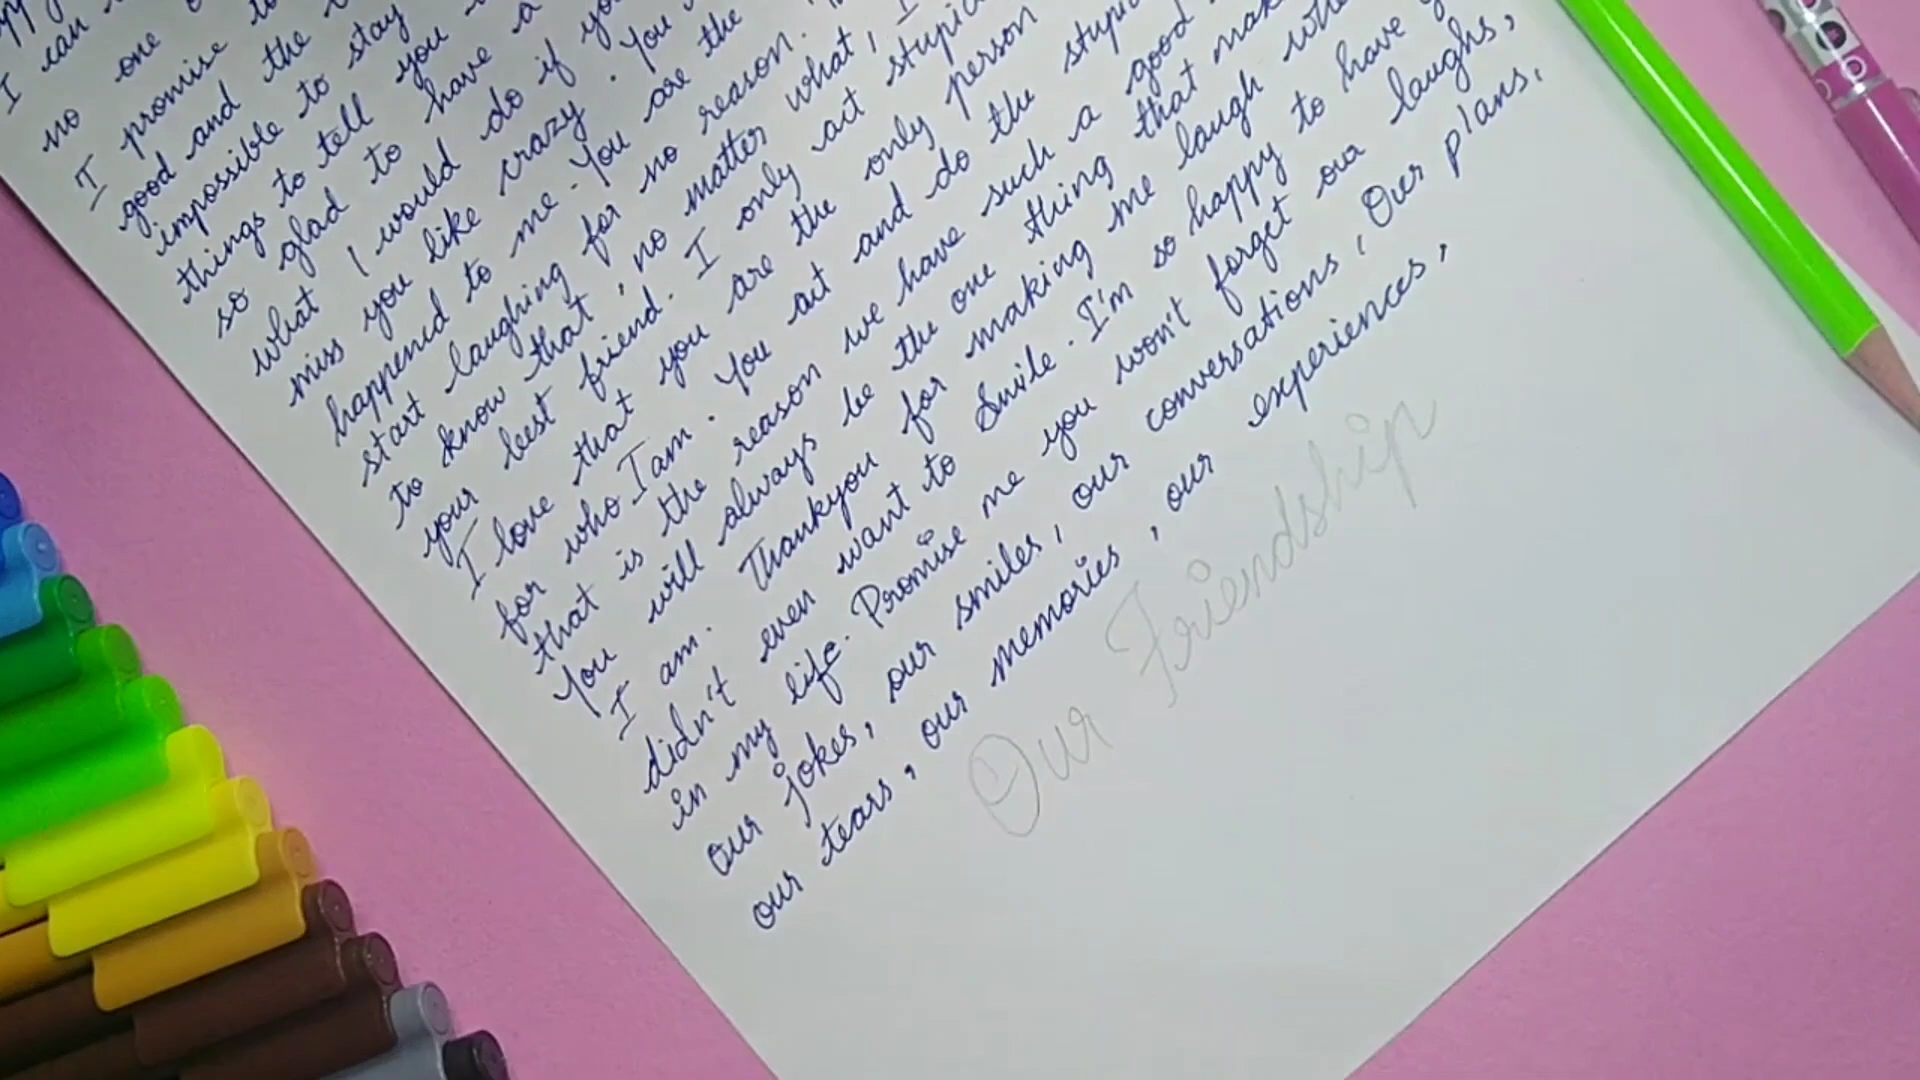 I can
no one
I promise to
good and the
impossible to stay
things to tell you
so glad to have a
what I would do if
miss you like crazy. You
happend to me. You are the
start laughing for no reason.
to know that, no matter what, I
your best friend. I only act
I love that you are the only person
for who I am. You act and do the
that is the reason we have such a good
You will always be the one thing that
I am. Thankyou for making me laugh
didn't even want to Smile. I'm so happy to have
in my life. Promise me you won't forget our laughs,
our jokes, our smiles, our conversations, Our plans,
our tears, our memories, our experiences,
Our Friendship